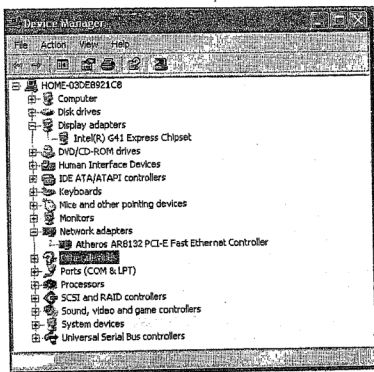 Device Manager
File Action View Help
HOME-03DE8921C8
Computer
Disk drives
Display adapters
Intel(R) G41 Express Chipset
DVD/CD-ROM drives
Human Interface Devices
IDE ATA/ATAPI controllers
Keyboards
Mice and other pointing devices
Monitors
Network adapters
Atheros AR8132 PCI-E Fast Ethernet Controller
Other devices
Ports (COM & LPT)
Processors
SCSI and RAID controllers
Sound, video and game controllers
System devices
Universal Serial Bus controllers